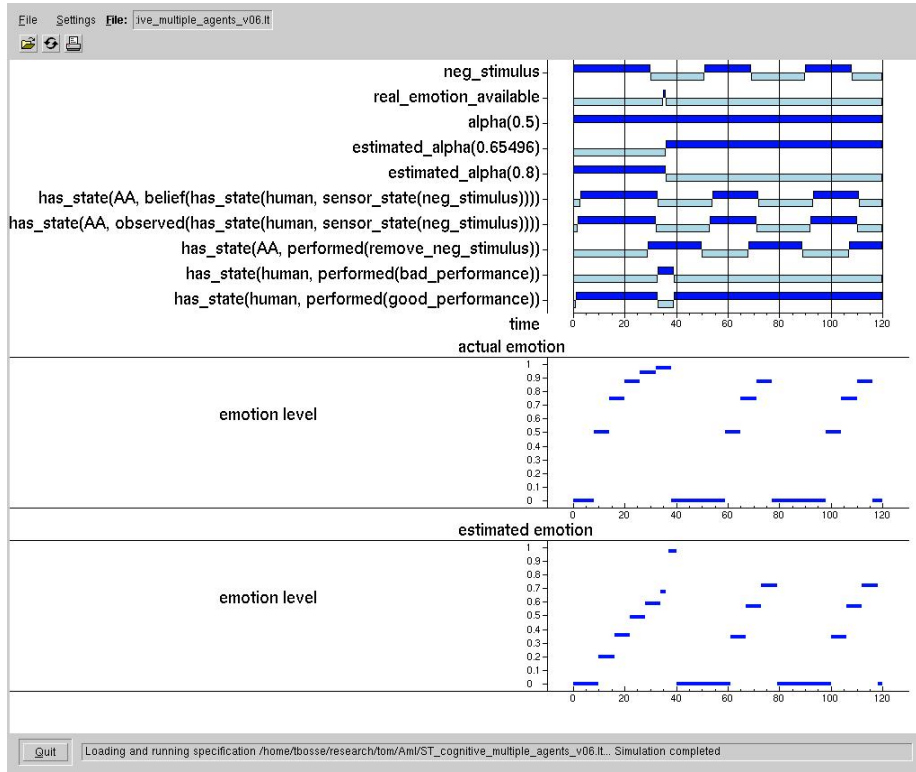 File Settings File: :ive_multiple_agents_v06.lt
neg_stimulus
real_emotion_available
alpha(0.5)
estimated_alpha(0.65496)
estimated_alpha(0.8)
has_state(AA, belief(has_state(human, sensor_state(neg_stimulus))))
has_state(AA, observed(has_state(human, sensor_state(neg_stimulus))))
has_state(AA, performed(remove_neg_stimulus))
has_state(human, performed(bad_performance))
has_state(human, performed(good_performance))
time 0 20 40 60 80 100 120
actual emotion
1
0.9
0.8
0.7
0.6
emotion level
0.5
0.4
0.3
0.2
0.1
0
0 20 40 60 80 100 120
estimated emotion
1
0.9
0.8
0.7
0.6
emotion level
0.5
0.4
0.3
0.2
0.1
0
0 20 40 60 80 100 120
Quit Loading and running specification /home/tbosse/research/tom/AmI/ST_cognitive_multiple_agents_v06.lt... Simulation completed